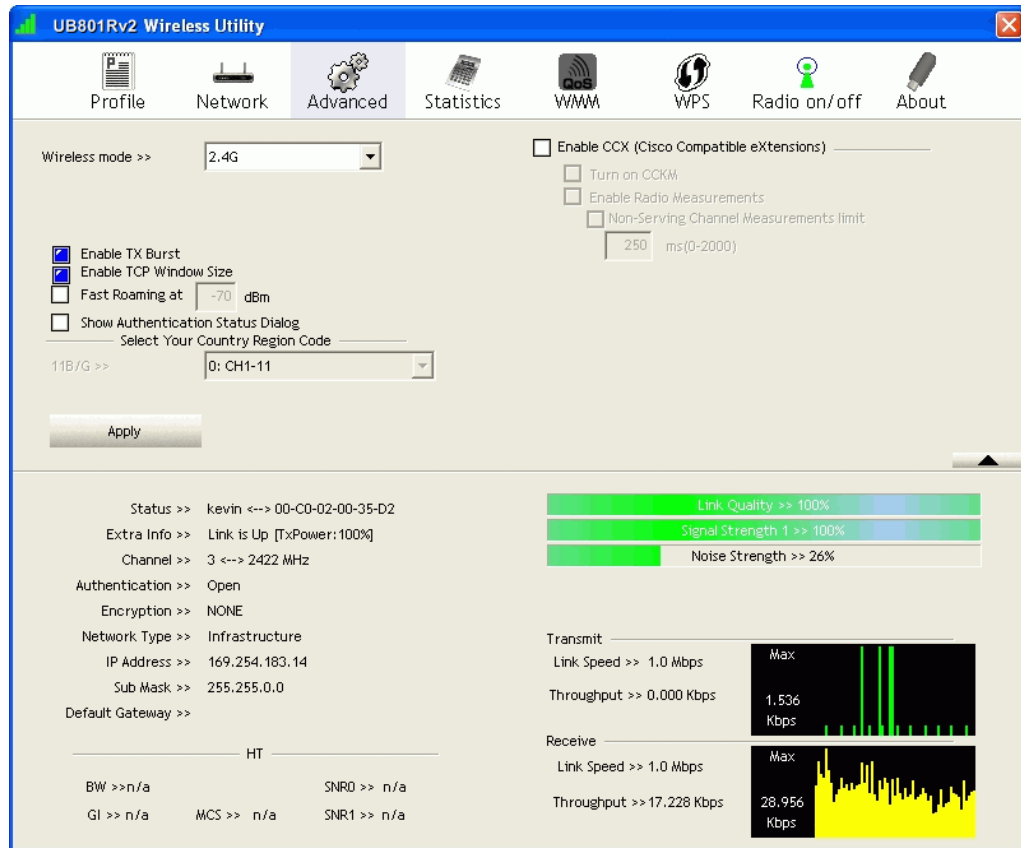 UB801Rv2 Wireless Utility
Profile Network Advanced Statistics WMM WPS Radio on/off About
QoS
Wireless mode >> 2.4G
Enable CCX (Cisco Compatible eXtensions)
Turn on CCKM
Enable Radio Measurements
Non-Serving Channel Measurements limit
250 ms(0-2000)
Enable TX Burst
Enable TCP Window Size
Fast Roaming at -70 dBm
Show Authentication Status Dialog
Select Your Country Region Code
11B/G >> 0: CH1-11
Apply
Status >> kevin <--> 00-C0-02-00-35-D2
Extra Info >> Link is Up [TxPower:100%]
Channel >> 3 <--> 2422 MHz
Authentication >> Open
Encryption >> NONE
Network Type >> Infrastructure
IP Address >> 169.254.183.14
Sub Mask >> 255.255.0.0
Default Gateway >>
HT
BW >>n/a SNR0 >> n/a
GI >> n/a MCS >> n/a SNR1 >> n/a
Link Quality >> 100%
Signal Strength 1 >> 100%
Noise Strength >> 26%
Transmit
Link Speed >> 1.0 Mbps
Throughput >> 0.000 Kbps
Max
1.536
Kbps
Receive
Link Speed >> 1.0 Mbps
Throughput >>17.228 Kbps
Max
28.956
Kbps